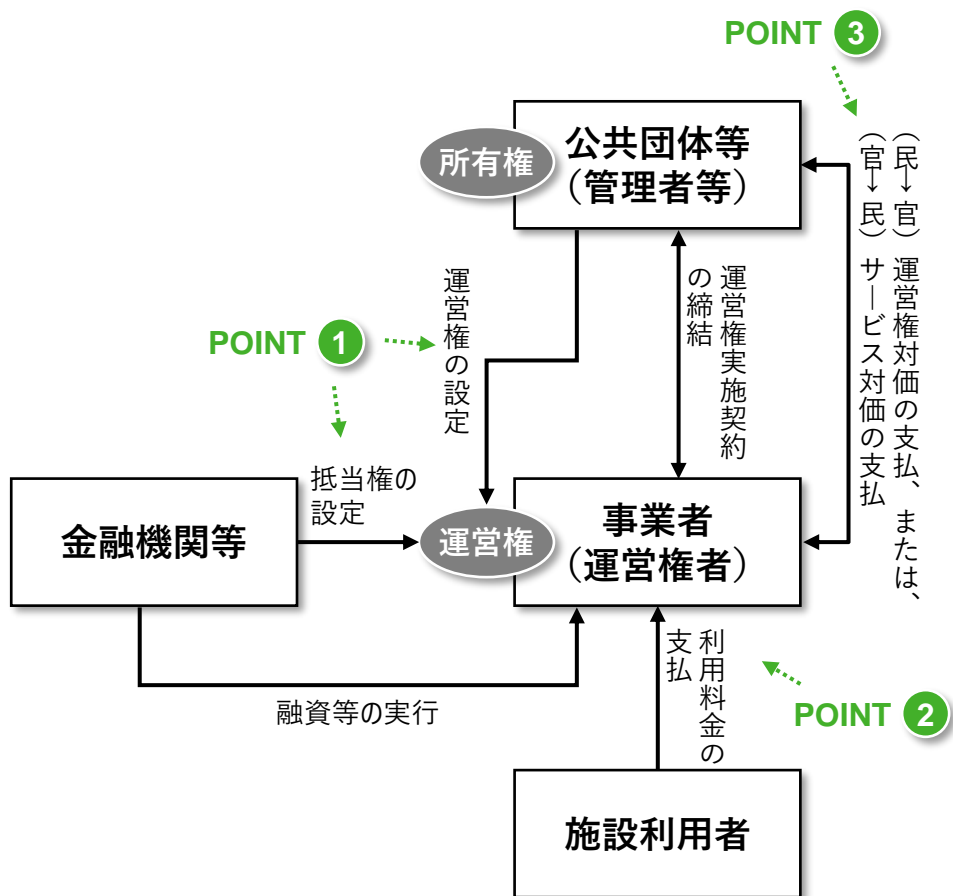 POINT 3
所有権
公共団体等
（管理者等）
（民→官）運営権対価の支払、または、
（官→民）サービス対価の支払
運営権実施契約
の締結
運営権の設定
POINT 1
抵当権の
設定
金融機関等
運営権
事業者
（運営権者）
利用料金の
支払
融資等の実行
POINT 2
施設利用者